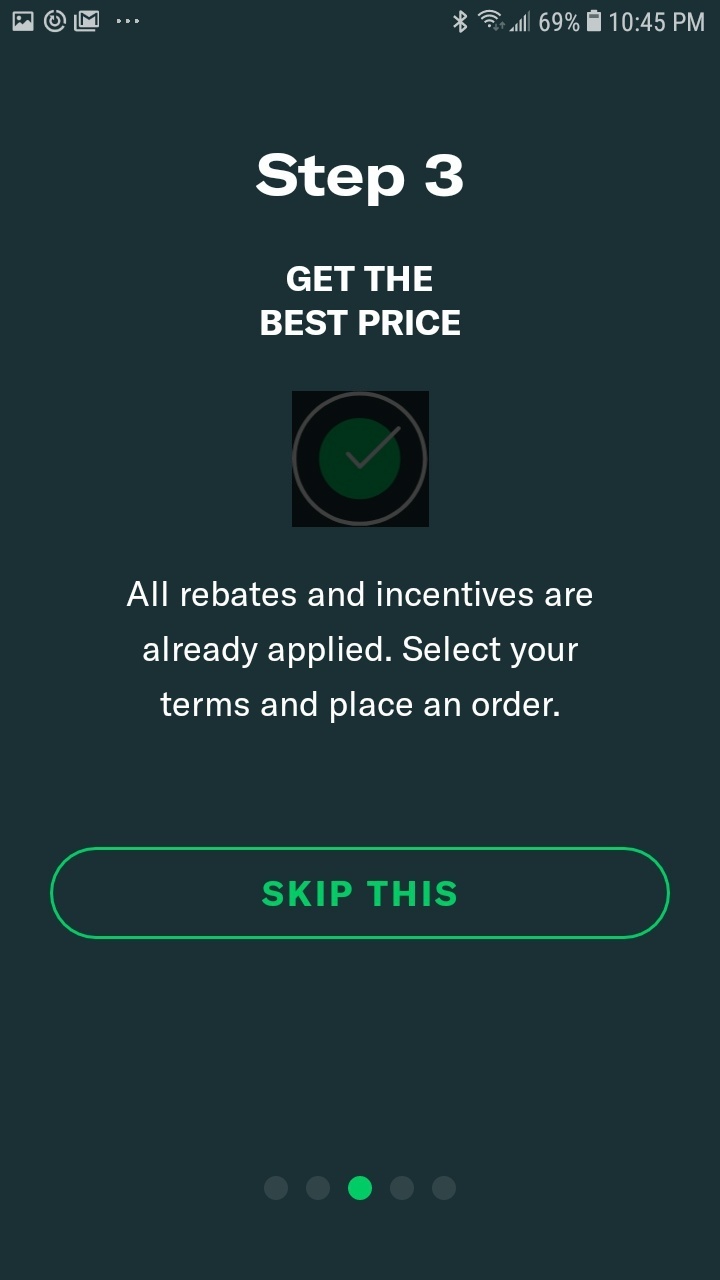 69% 10:45 PM
Step 3
GET THE
BEST PRICE
All rebates and incentives are
already applied. Select your
terms and place an order.
SKIP THIS